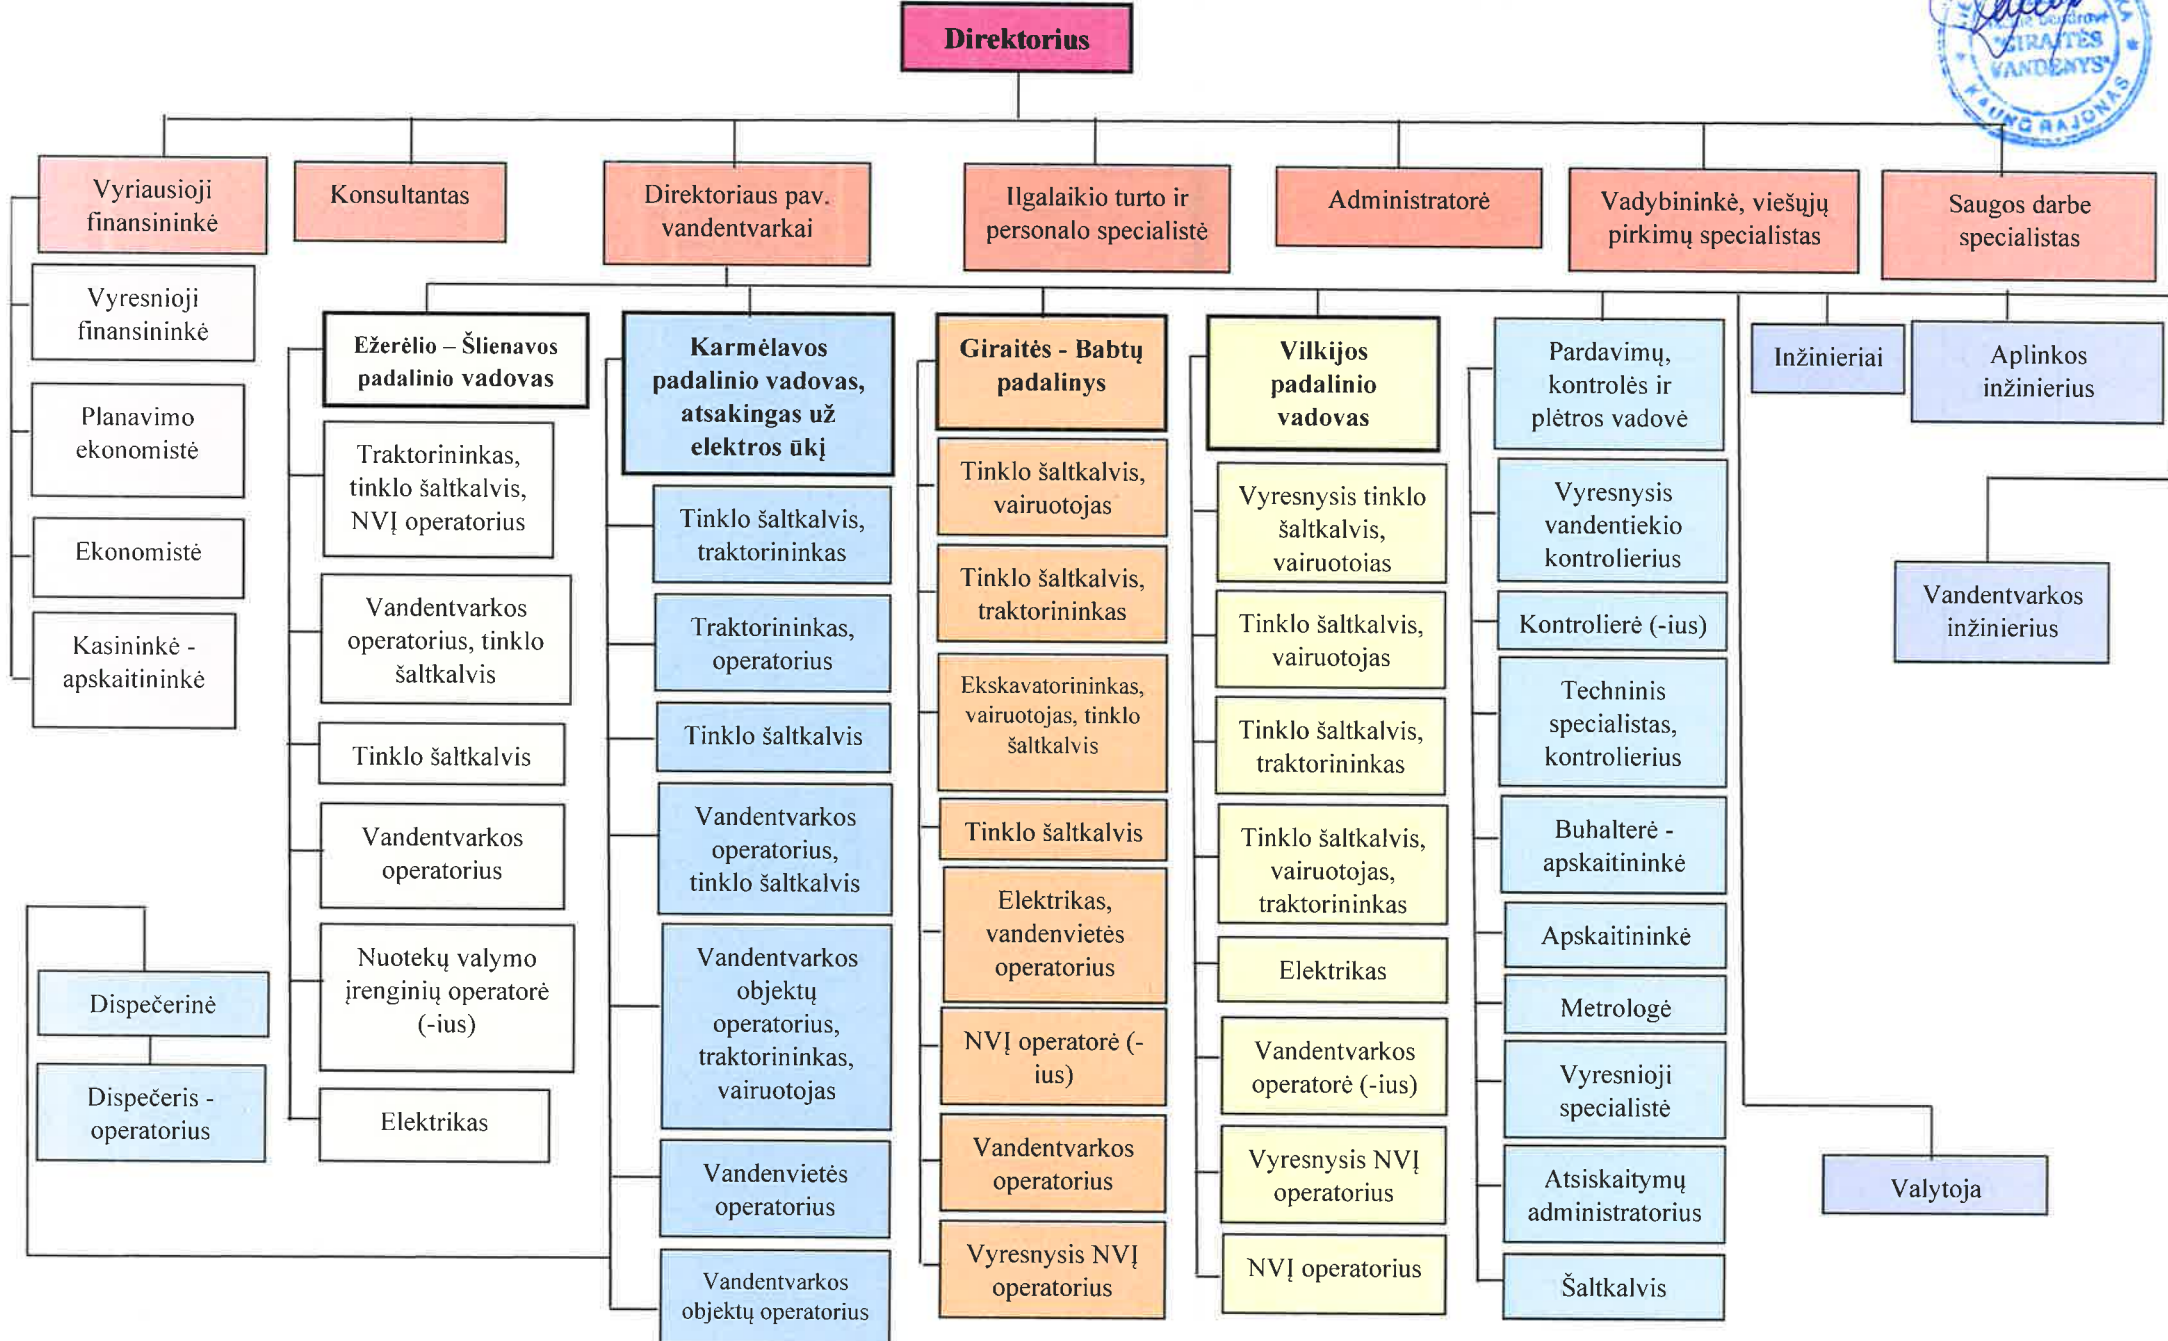 Direktorius
"GIRAITĖS
VANDENYS"
KAUNO RAJONAS
Vyriausioji
finansininkė
Konsultantas
Direktoriaus pav.
vandentvarkai
Ilgalaikio turto ir
personalo specialistė
Administratorė
Vadybininkė, viešųjų
pirkimų specialistas
Saugos darbe
specialistas
Vyresnioji
finansininkė
Planavimo
ekonomistė
Ekonomistė
Kasininkė -
apskaitininkė
Dispečerinė
Dispečeris -
operatorius
Ežerėlio – Šlienavos
padalinio vadovas
Traktorininkas,
tinklo šaltkalvis,
NVĮ operatorius
Vandentvarkos
operatorius, tinklo
šaltkalvis
Tinklo šaltkalvis
Vandentvarkos
operatorius
Nuotekų valymo
įrenginių operatorė
(-ius)
Elektrikas
Karmėlavos
padalinio vadovas,
atsakingas už
elektros ūkį
Tinklo šaltkalvis,
traktorininkas
Traktorininkas,
operatorius
Tinklo šaltkalvis
Vandentvarkos
operatorius,
tinklo šaltkalvis
Vandentvarkos
objektų
operatorius,
traktorininkas,
vairuotojas
Vandenvietės
operatorius
Vandentvarkos
objektų operatorius
Giraitės - Babtų
padalinys
Tinklo šaltkalvis,
vairuotojas
Tinklo šaltkalvis,
traktorininkas
Ekskavatorininkas,
vairuotojas, tinklo
šaltkalvis
Tinklo šaltkalvis
Elektrikas,
vandenvietės
operatorius
NVĮ operatorė (-
ius)
Vandentvarkos
operatorius
Vyresnysis NVĮ
operatorius
Vilkijos
padalinio
vadovas
Vyresnysis tinklo
šaltkalvis,
vairuotoias
Tinklo šaltkalvis,
vairuotojas
Tinklo šaltkalvis,
traktorininkas
Tinklo šaltkalvis,
vairuotojas,
traktorininkas
Elektrikas
Vandentvarkos
operatorė (-ius)
Vyresnysis NVĮ
operatorius
NVĮ operatorius
Pardavimų,
kontrolės ir
plėtros vadovė
Vyresnysis
vandentiekio
kontrolierius
Kontrolierė (-ius)
Techninis
specialistas,
kontrolierius
Buhalterė -
apskaitininkė
Apskaitininkė
Metrologė
Vyresnioji
specialistė
Atsiskaitymų
administratorius
Šaltkalvis
Inžinieriai
Aplinkos
inžinierius
Vandentvarkos
inžinierius
Valytoja